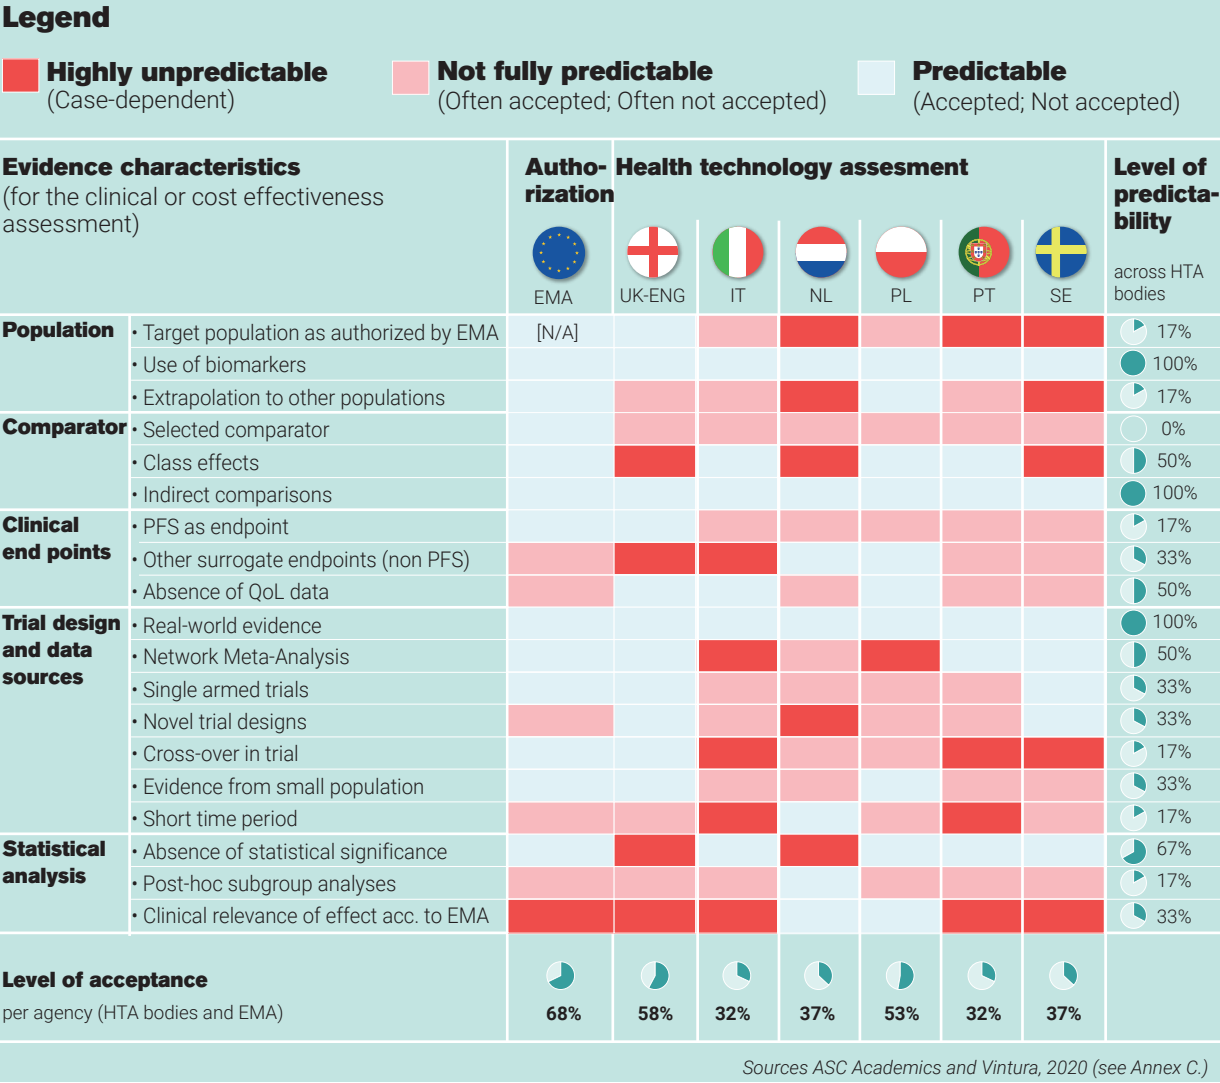 Legend
Highly unpredictable
(Case-dependent)
Not fully predictable
(Often accepted; Often not accepted)
Predictable
(Accepted; Not accepted)
Evidence characteristics
(for the clinical or cost effectiveness
assessment)
Autho-
rization
Health technology assesment
Level of
predicta-
bility
across HTA
bodies
EMA
UK-ENG
IT
NL
PL
PT
SE
Population
• Target population as authorized by EMA
[N/A]
17%
• Use of biomarkers
100%
• Extrapolation to other populations
17%
Comparator
• Selected comparator
0%
• Class effects
50%
• Indirect comparisons
100%
Clinical
end points
• PFS as endpoint
17%
• Other surrogate endpoints (non PFS)
33%
• Absence of QoL data
50%
Trial design
and data
sources
• Real-world evidence
100%
• Network Meta-Analysis
50%
• Single armed trials
33%
• Novel trial designs
33%
• Cross-over in trial
17%
• Evidence from small population
33%
• Short time period
17%
Statistical
analysis
• Absence of statistical significance
67%
• Post-hoc subgroup analyses
17%
• Clinical relevance of effect acc. to EMA
33%
Level of acceptance
per agency (HTA bodies and EMA)
68%
58%
32%
37%
53%
32%
37%
Sources ASC Academics and Vintura, 2020 (see Annex C.)